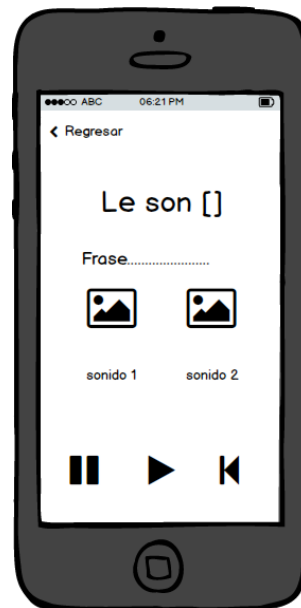 ABC 06:21 PM
Regresar
Le son []
Frase......................
sonido 1 sonido 2